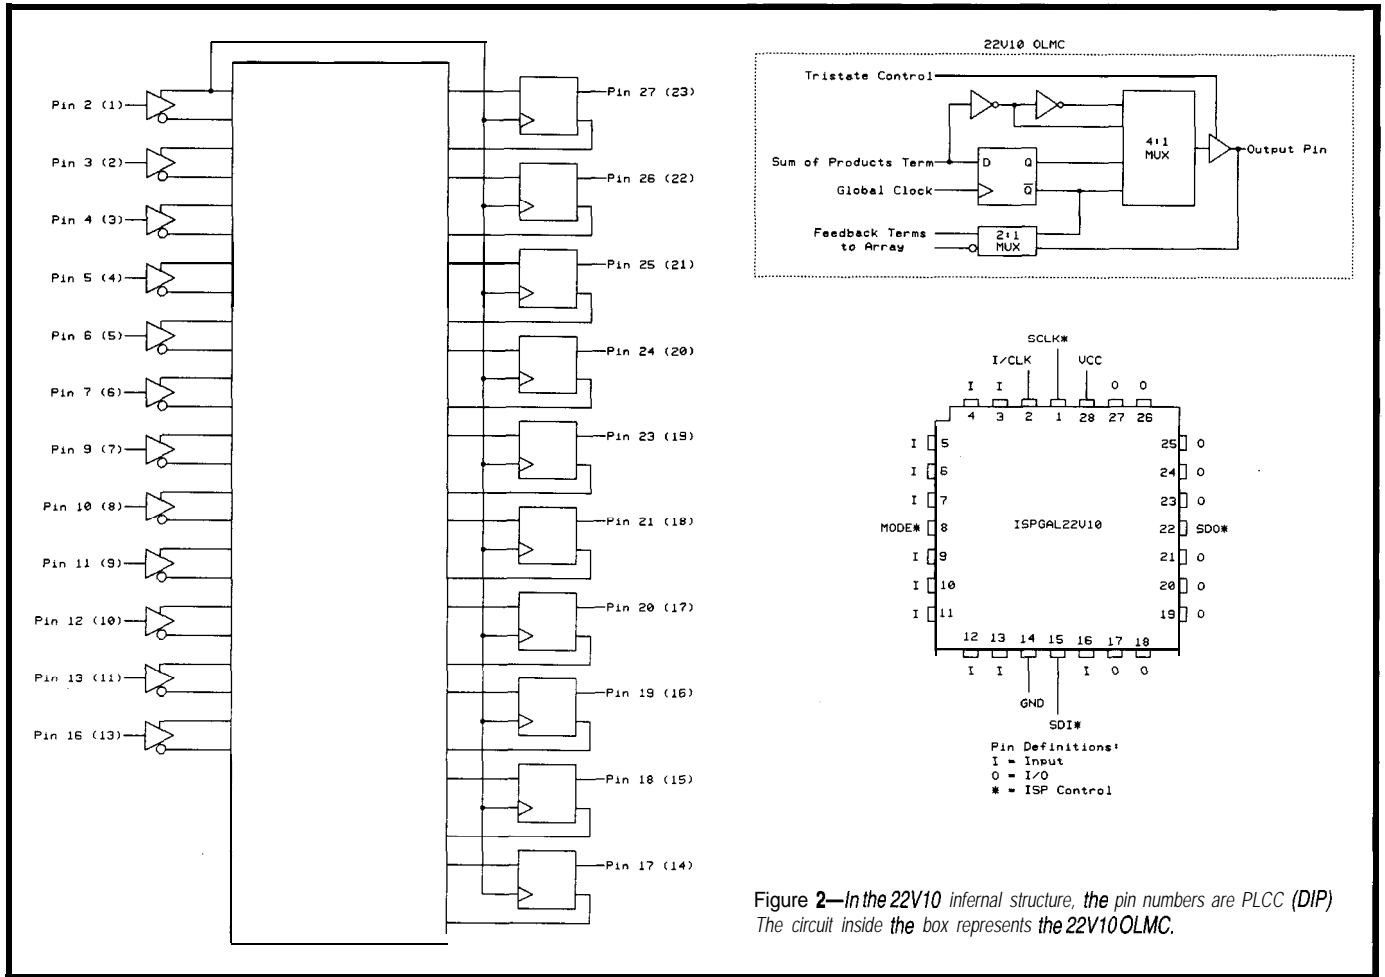 Pin 2 (1)
Pin 3 (2)
Pin 4 (3)
Pin 5 (4)
Pin 6 (5)
Pin 7 (6)
Pin 9 (7)
Pin 10 (8)
Pin 11 (9)
Pin 12 (10)
Pin 13 (11)
Pin 16 (13)
Pin 27 (23)
Pin 26 (22)
Pin 25 (21)
Pin 24 (20)
Pin 23 (19)
Pin 21 (18)
Pin 20 (17)
Pin 19 (16)
Pin 18 (15)
Pin 17 (14)
22V10 OLMC
Tristate Control
Sum of Products Term
D Q
Global Clock
Q̅
4:1
MUX
Output Pin
Feedback Terms
to Array
2:1
MUX
SCLK*
I/CLK VCC
I I O O
4 3 2 1 28 27 26
I 5 25 O
I 6 24 O
I 7 23 O
MODE* 8 ISPGAL22V10 22 SDO*
I 9 21 O
I 10 20 O
I 11 19 O
12 13 14 15 16 17 18
I I I O O
GND
SDI*
Pin Definitions:
I = Input
O = I/O
* = ISP Control
Figure 2—In the 22V10 infernal structure, the pin numbers are PLCC (DIP)
The circuit inside the box represents the 22V10 OLMC.